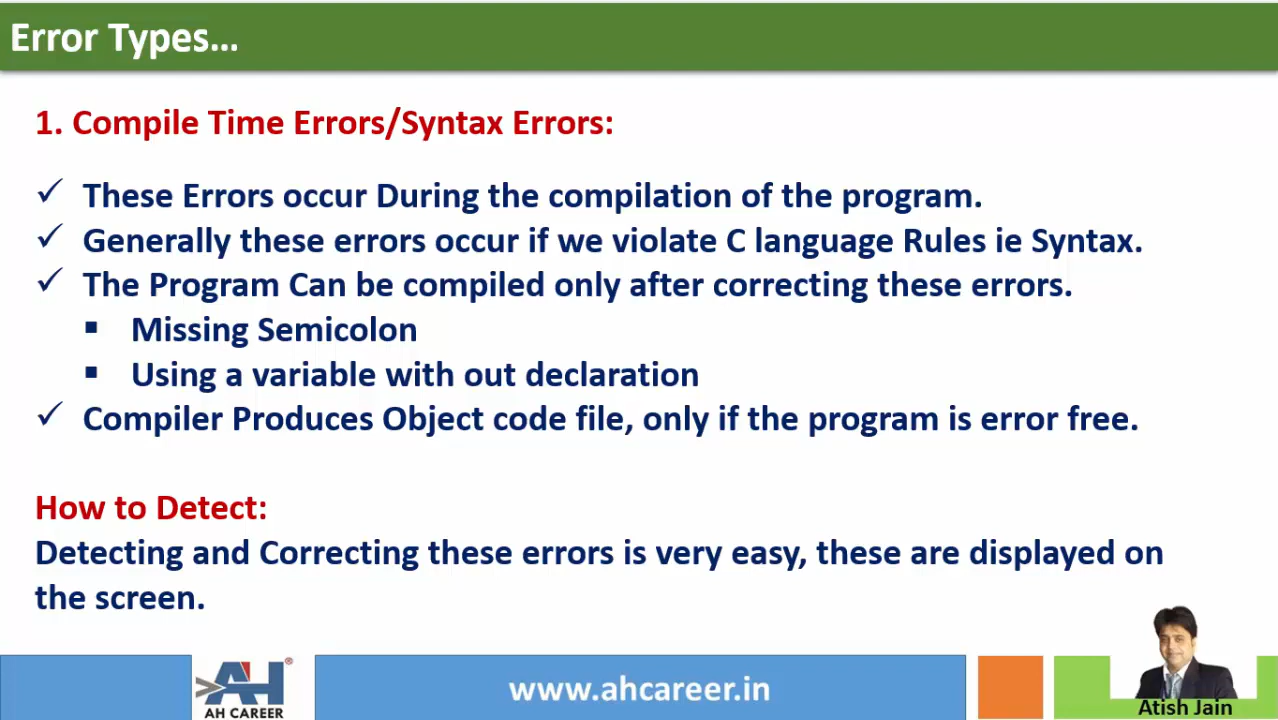 Error Types...
1. Compile Time Errors/Syntax Errors:
✓ These Errors occur During the compilation of the program.
✓ Generally these errors occur if we violate C language Rules ie Syntax.
✓ The Program Can be compiled only after correcting these errors.
▪ Missing Semicolon
▪ Using a variable with out declaration
✓ Compiler Produces Object code file, only if the program is error free.
How to Detect:
Detecting and Correcting these errors is very easy, these are displayed on
the screen.
AH ®
AH CAREER
www.ahcareer.in
Atish Jain